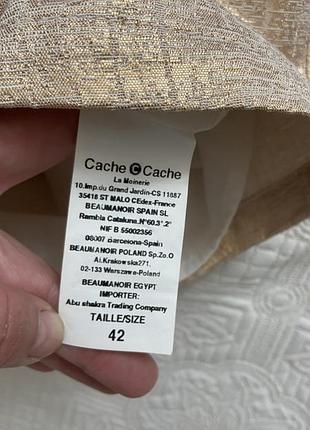 Cache C Cache
La Moinerie
10.Imp.du Grand Jardin-CS 11687
35418 ST MALO CEdex-France
BEAUMANOIR SPAIN SL
Rambla Cataluna.N°60.3°.2°
NIF B 55002356
08007 Barcelona-Spain
BEAUMANOIR POLAND Sp.Zo.O
Al.Krakowska271,
02-133 Warszawa-Poland
BEAUMANOIR EGYPT
IMPORTER:
Abu shakra Trading Company
TAILLE/SIZE
42